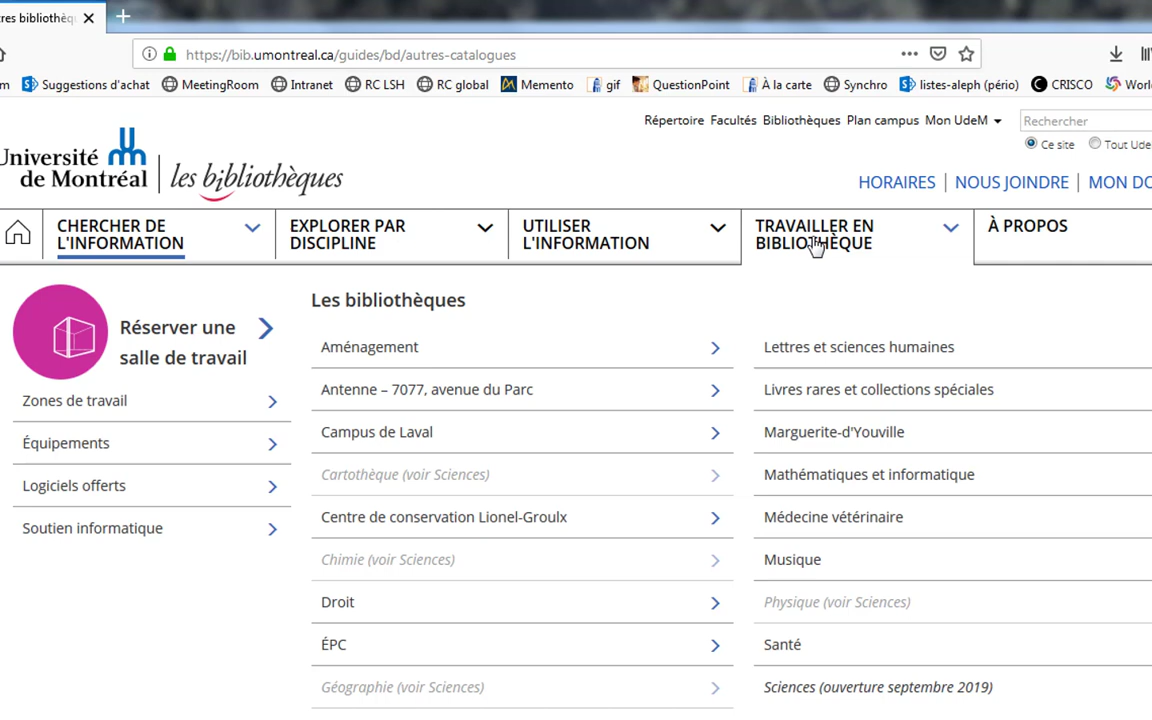 res bibliothèq
https://bib.umontreal.ca/guides/bd/autres-catalogues
m Suggestions d'achat MeetingRoom Intranet RC LSH RC global Memento gif QuestionPoint À la carte Synchro listes-aleph (pério) CRISCO Worl
Répertoire Facultés Bibliothèques Plan campus Mon UdeM Rechercher
Ce site Tout Ude
Université
de Montréal
les bibliothèques
HORAIRES | NOUS JOINDRE | MON DO
CHERCHER DE
L'INFORMATION
EXPLORER PAR
DISCIPLINE
UTILISER
L'INFORMATION
TRAVAILLER EN
BIBLIOTHÈQUE
À PROPOS
Réserver une
salle de travail
Zones de travail
Équipements
Logiciels offerts
Soutien informatique
Les bibliothèques
Aménagement
Antenne – 7077, avenue du Parc
Campus de Laval
Cartothèque (voir Sciences)
Centre de conservation Lionel-Groulx
Chimie (voir Sciences)
Droit
ÉPC
Géographie (voir Sciences)
Lettres et sciences humaines
Livres rares et collections spéciales
Marguerite-d'Youville
Mathématiques et informatique
Médecine vétérinaire
Musique
Physique (voir Sciences)
Santé
Sciences (ouverture septembre 2019)